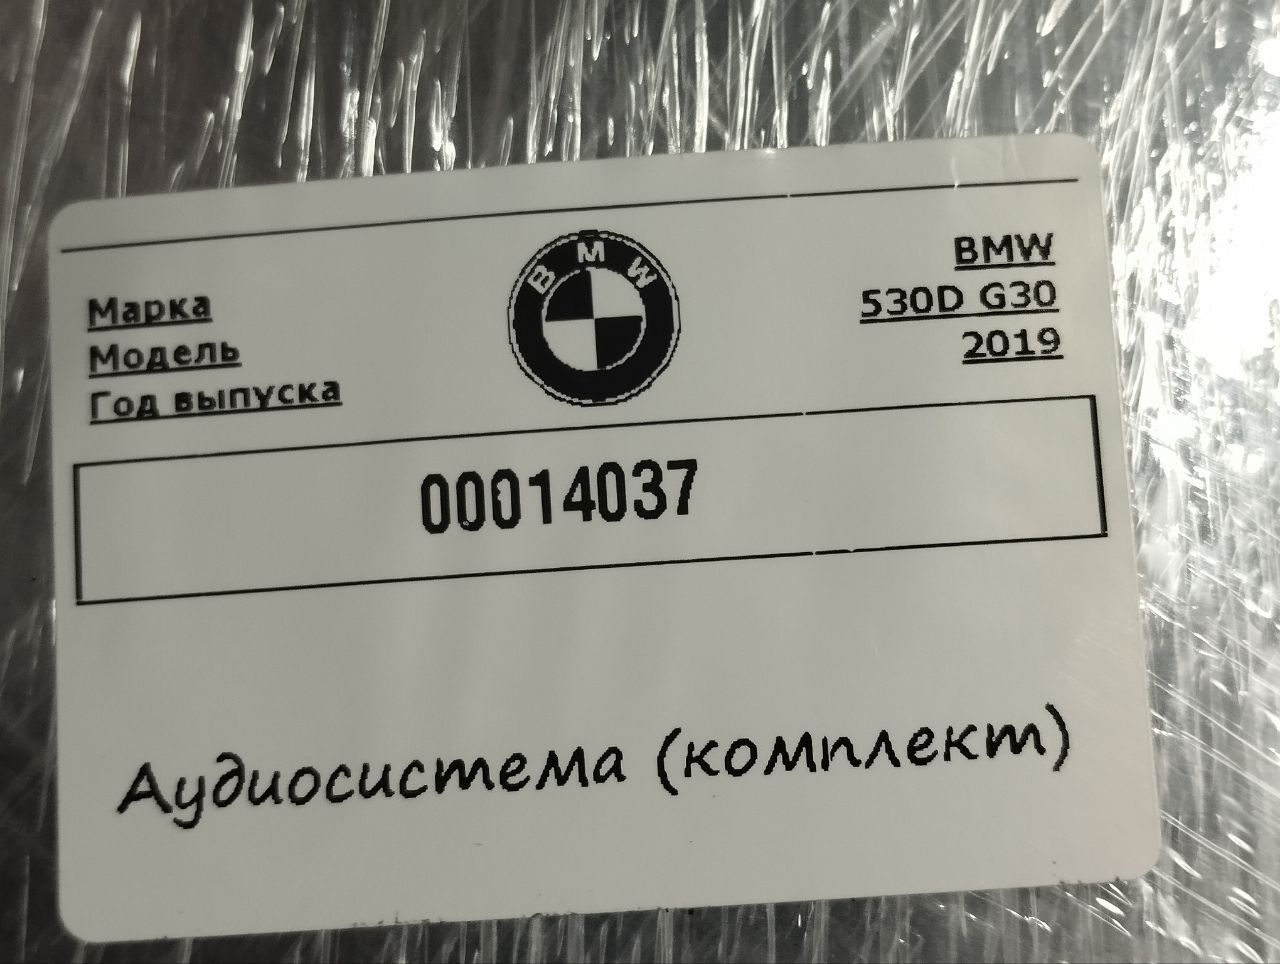 Марка
BMW
BMW
Модель
530D G30
Год выпуска
2019
00014037
Аудиосистема (комплект)